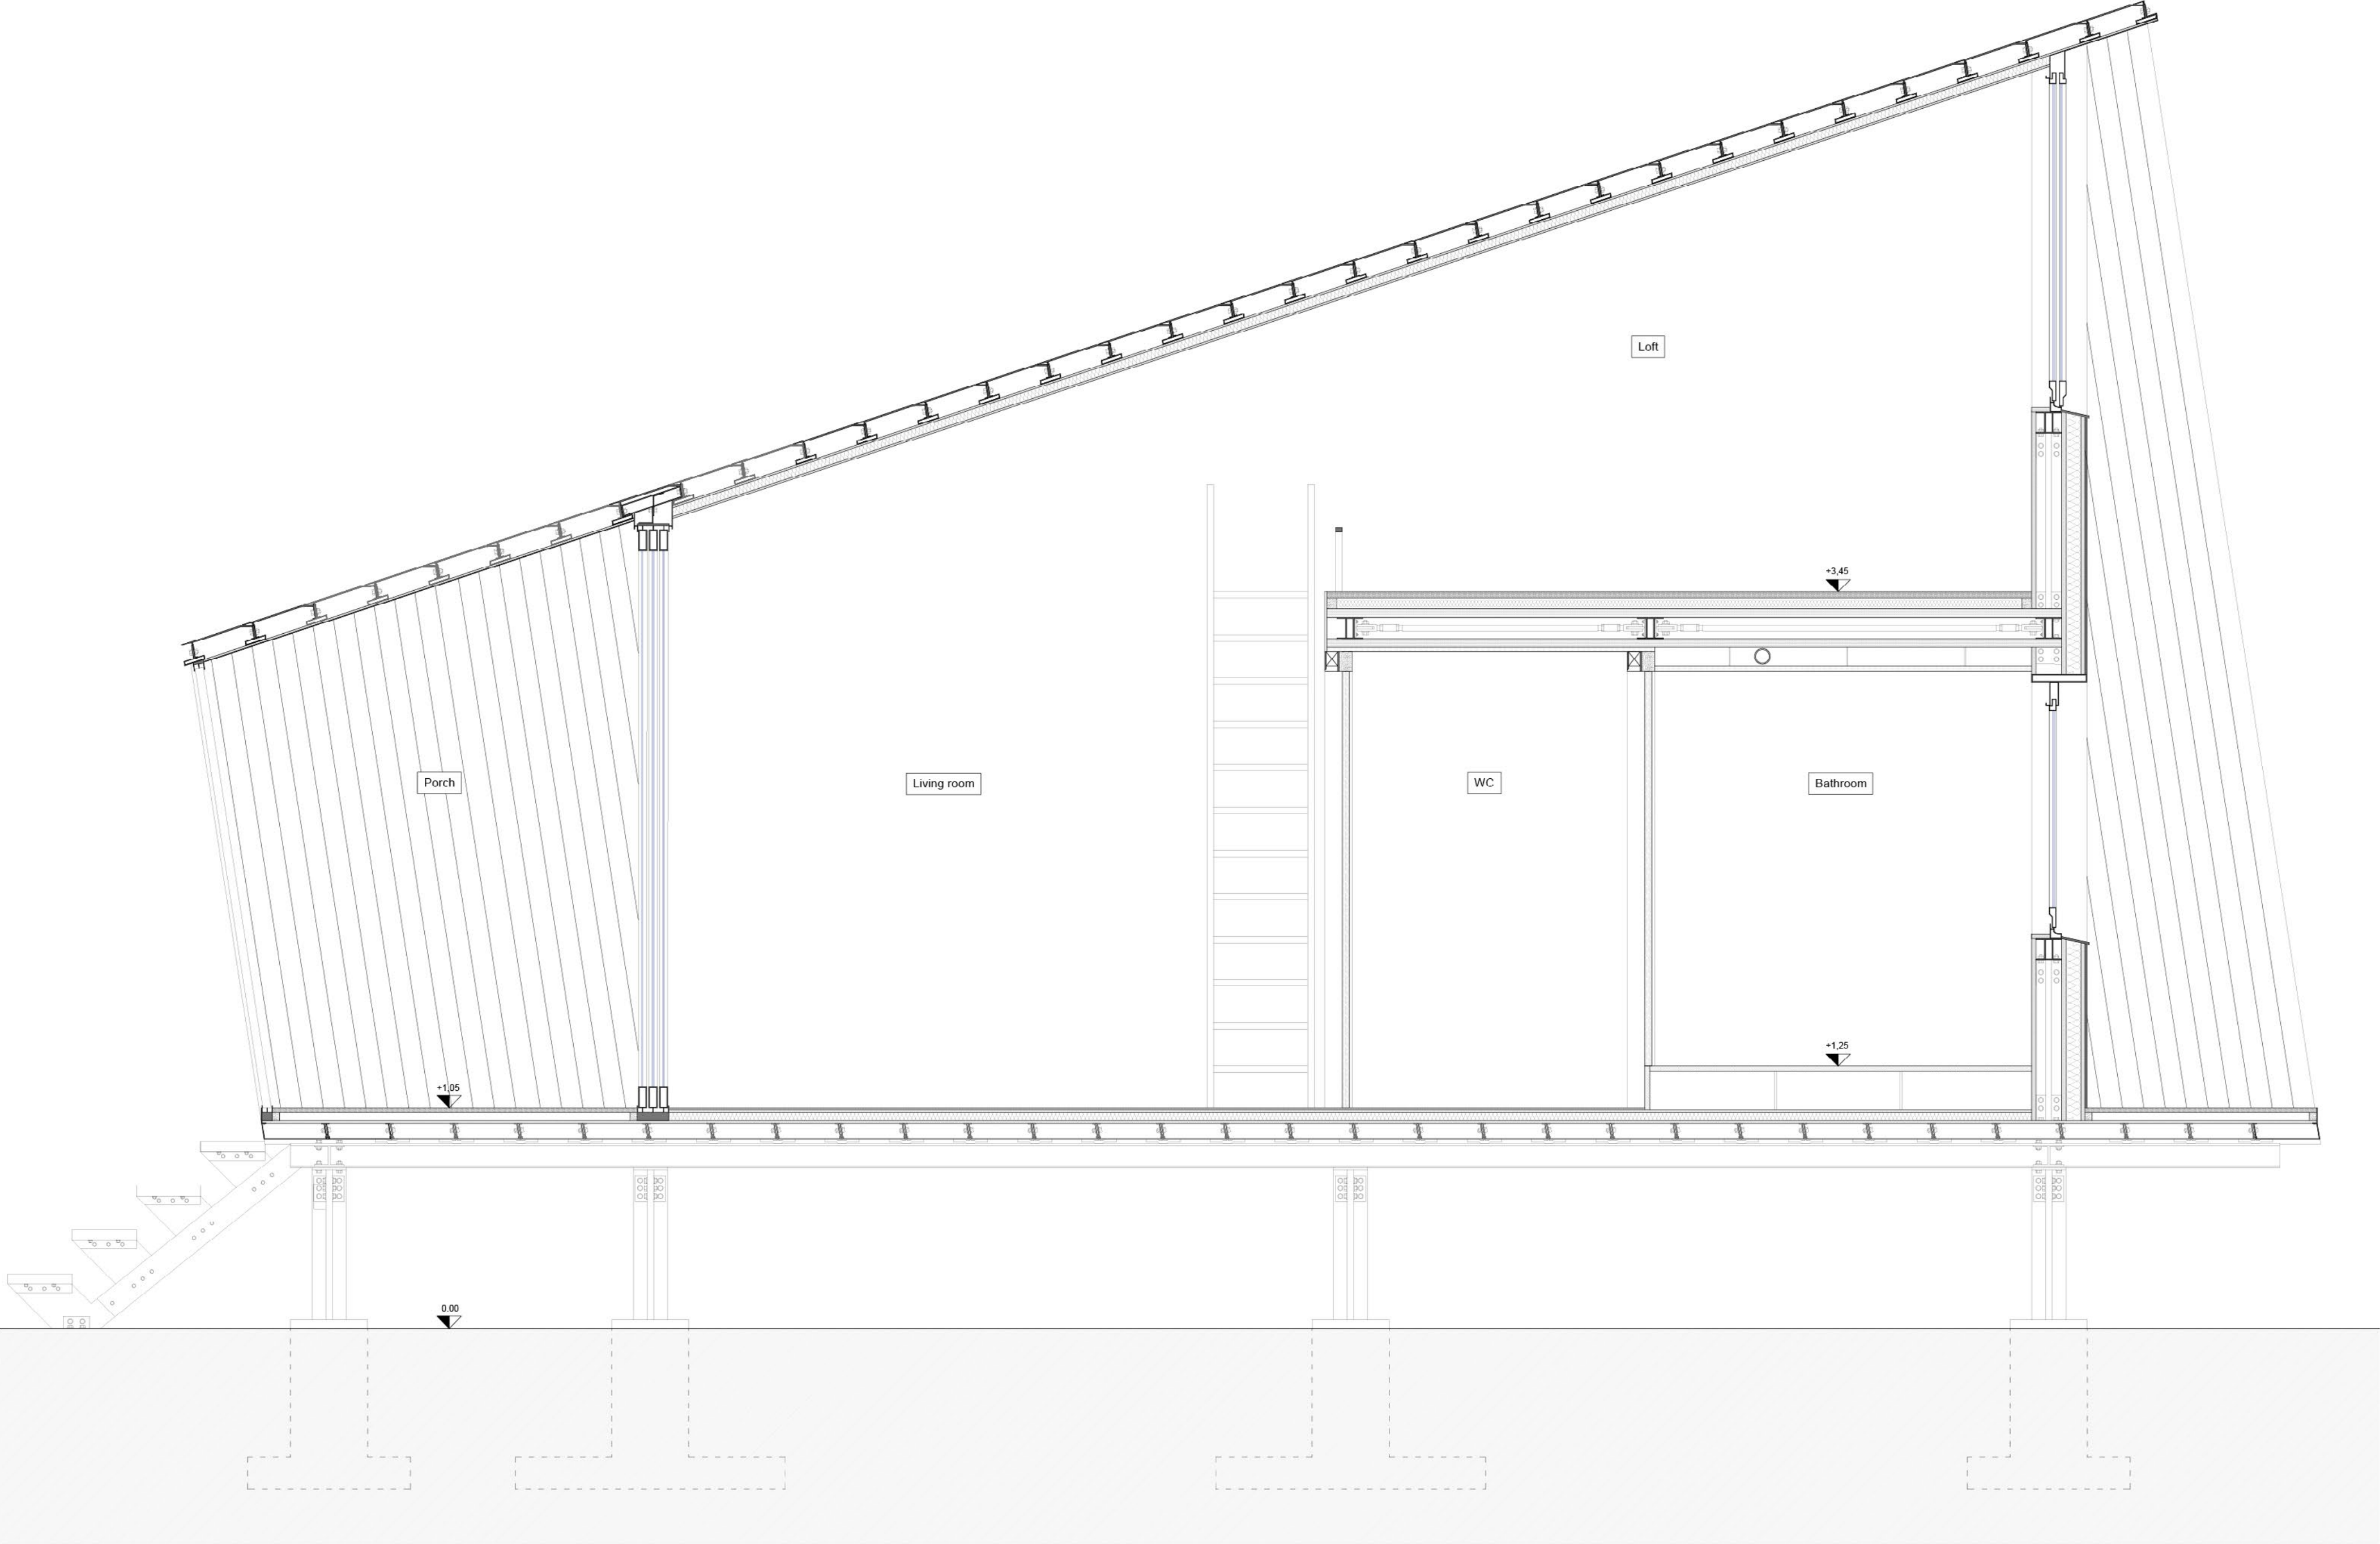 Loft
+3,45
Porch
Living room
WC
Bathroom
+1,25
+1,05
0.00